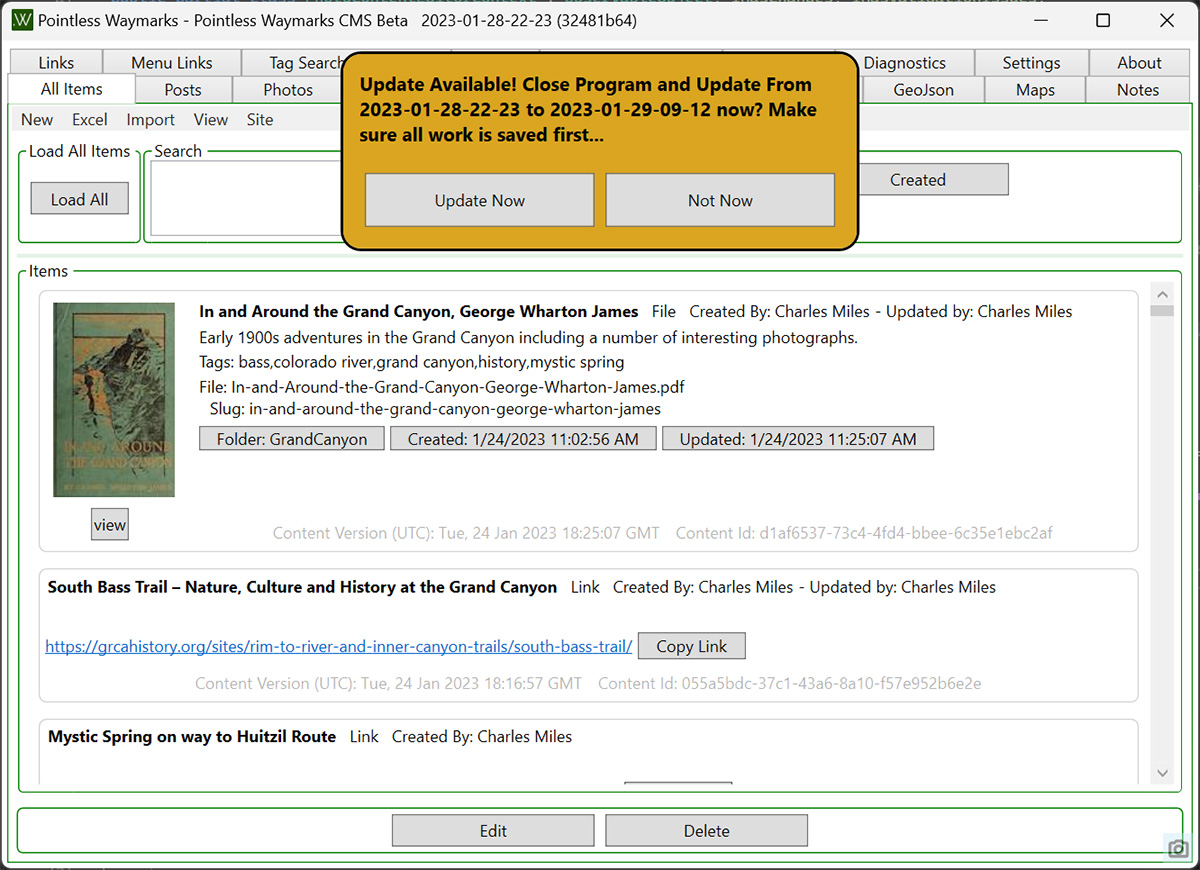 Pointless Waymarks - Pointless Waymarks CMS Beta 2023-01-28-22-23 (32481b64)
Links Menu Links Tag Search Diagnostics Settings About
All Items Posts Photos GeoJson Maps Notes
Update Available! Close Program and Update From
2023-01-28-22-23 to 2023-01-29-09-12 now? Make
sure all work is saved first...
Update Now Not Now
New Excel Import View Site
Load All Items Search
Load All Created
Items
In and Around the Grand Canyon, George Wharton James File Created By: Charles Miles - Updated by: Charles Miles
Early 1900s adventures in the Grand Canyon including a number of interesting photographs.
Tags: bass,colorado river,grand canyon,history,mystic spring
File: In-and-Around-the-Grand-Canyon-George-Wharton-James.pdf
Slug: in-and-around-the-grand-canyon-george-wharton-james
Folder: GrandCanyon Created: 1/24/2023 11:02:56 AM Updated: 1/24/2023 11:25:07 AM
IN AND AROUND
THE GRAND CANYON
view
Content Version (UTC): Tue, 24 Jan 2023 18:25:07 GMT Content Id: d1af6537-73c4-4fd4-bbee-6c35e1ebc2af
South Bass Trail – Nature, Culture and History at the Grand Canyon Link Created By: Charles Miles - Updated by: Charles Miles
https://grcahistory.org/sites/rim-to-river-and-inner-canyon-trails/south-bass-trail/ Copy Link
Content Version (UTC): Tue, 24 Jan 2023 18:16:57 GMT Content Id: 055a5bdc-37c1-43a6-8a10-f57e952b6e2e
Mystic Spring on way to Huitzil Route Link Created By: Charles Miles
Edit Delete